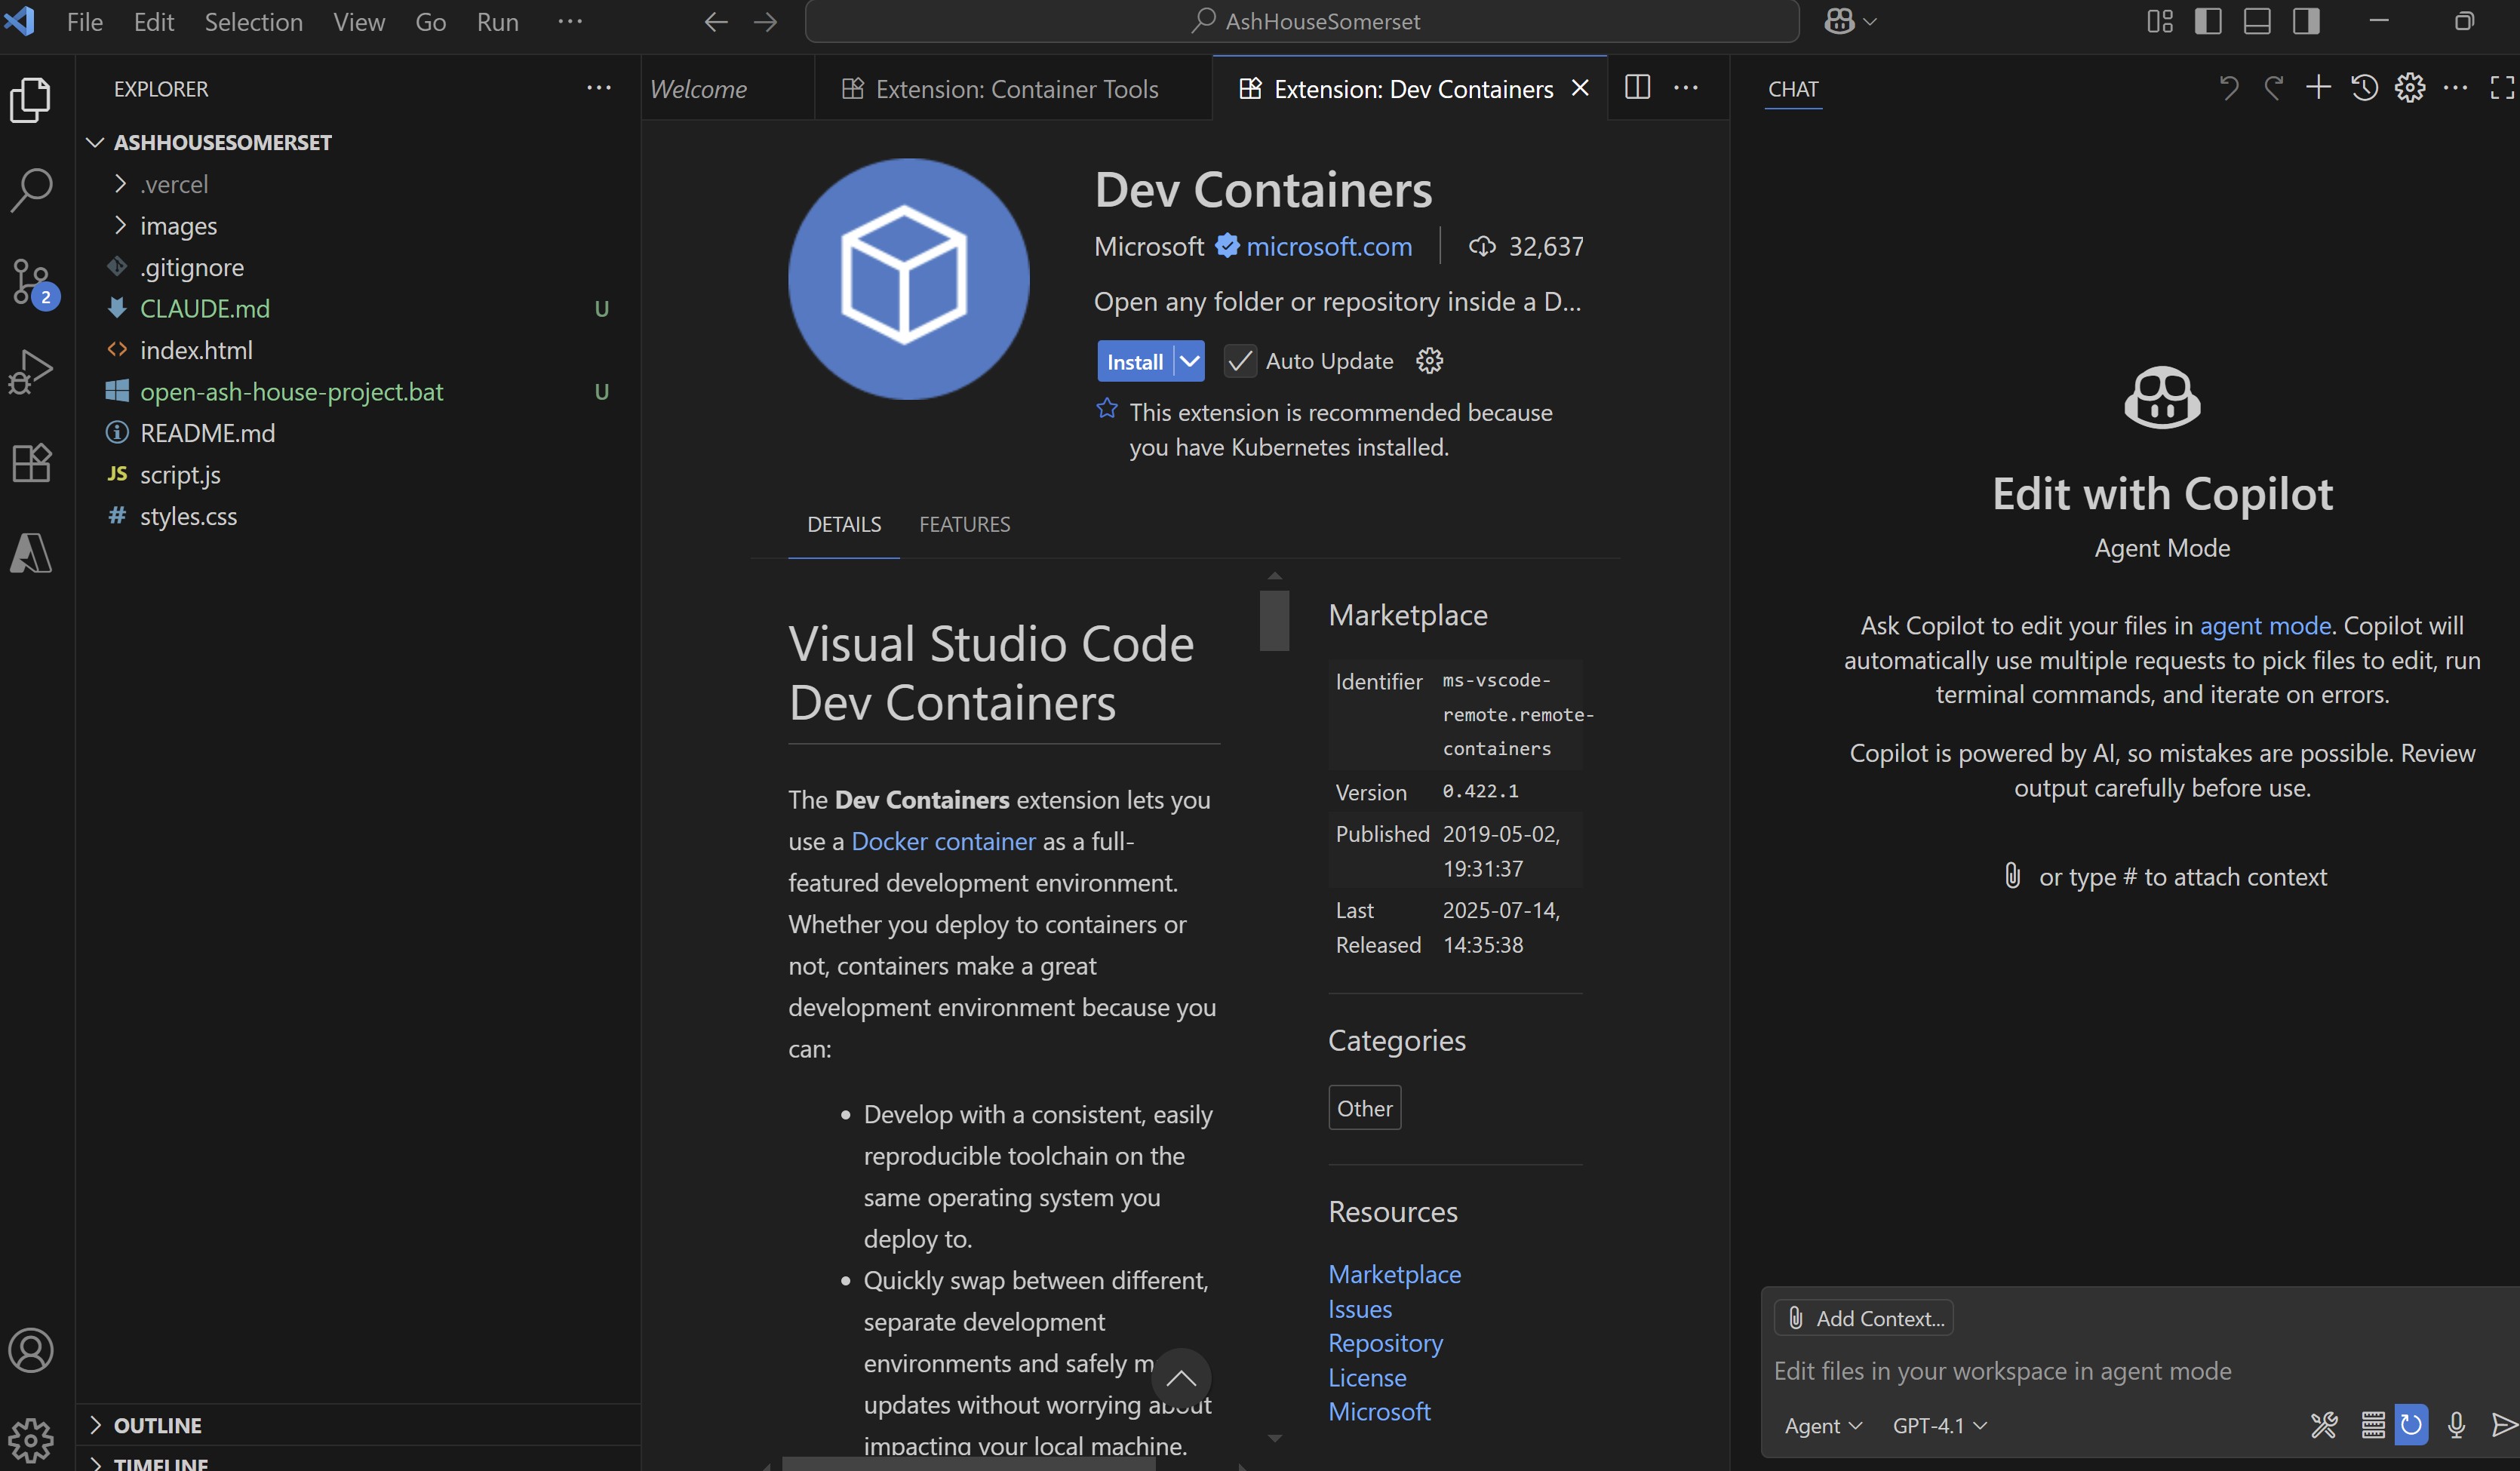 File Edit Selection View Go Run ···
AshHouseSomerset
EXPLORER
ASHHOUSESOMERSET
.vercel
images
.gitignore
CLAUDE.md U
index.html
open-ash-house-project.bat U
README.md
JS script.js
# styles.css
2
OUTLINE
TIMELINE
Welcome
Extension: Container Tools
Extension: Dev Containers
Dev Containers
Microsoft microsoft.com 32,637
Open any folder or repository inside a D...
Install Auto Update
This extension is recommended because
you have Kubernetes installed.
DETAILS FEATURES
Visual Studio Code
Dev Containers
The Dev Containers extension lets you
use a Docker container as a full-
featured development environment.
Whether you deploy to containers or
not, containers make a great
development environment because you
can:
• Develop with a consistent, easily
reproducible toolchain on the
same operating system you
deploy to.
• Quickly swap between different,
separate development
environments and safely m
updates without worrying about
impacting your local machine.
Marketplace
Identifier ms-vscode-
remote.remote-
containers
Version 0.422.1
Published 2019-05-02,
19:31:37
Last 2025-07-14,
Released 14:35:38
Categories
Other
Resources
Marketplace
Issues
Repository
License
Microsoft
CHAT
Edit with Copilot
Agent Mode
Ask Copilot to edit your files in agent mode. Copilot will
automatically use multiple requests to pick files to edit, run
terminal commands, and iterate on errors.
Copilot is powered by AI, so mistakes are possible. Review
output carefully before use.
or type # to attach context
Add Context...
Edit files in your workspace in agent mode
Agent GPT-4.1